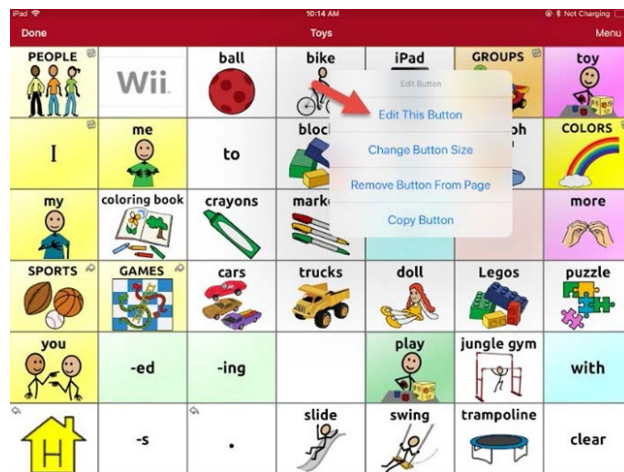 iPad 10:14 AM Not Charging
Done Toys Menu
PEOPLE Wii ball bike iPad GROUPS toy
Edit Button
Edit This Button
I me to COLORS
Change Button Size
my coloring book crayons more
Remove Button From Page
Copy Button
SPORTS GAMES cars trucks doll Legos puzzle
you -ed -ing play jungle gym with
H -s . slide swing trampoline clear